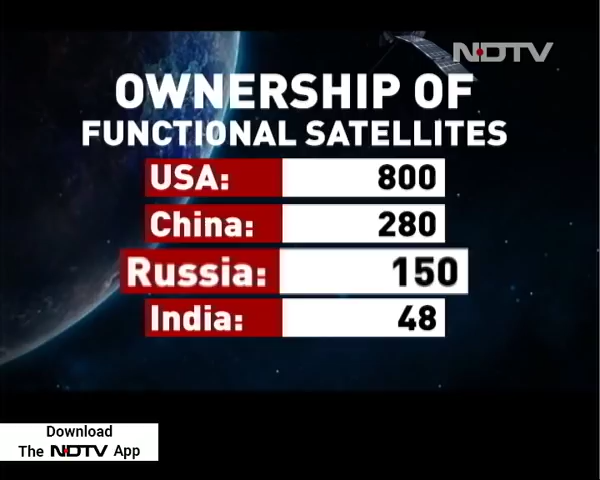 NDTV
OWNERSHIP OF
FUNCTIONAL SATELLITES
USA: 800
China: 280
Russia: 150
India: 48
Download
The NDTV App